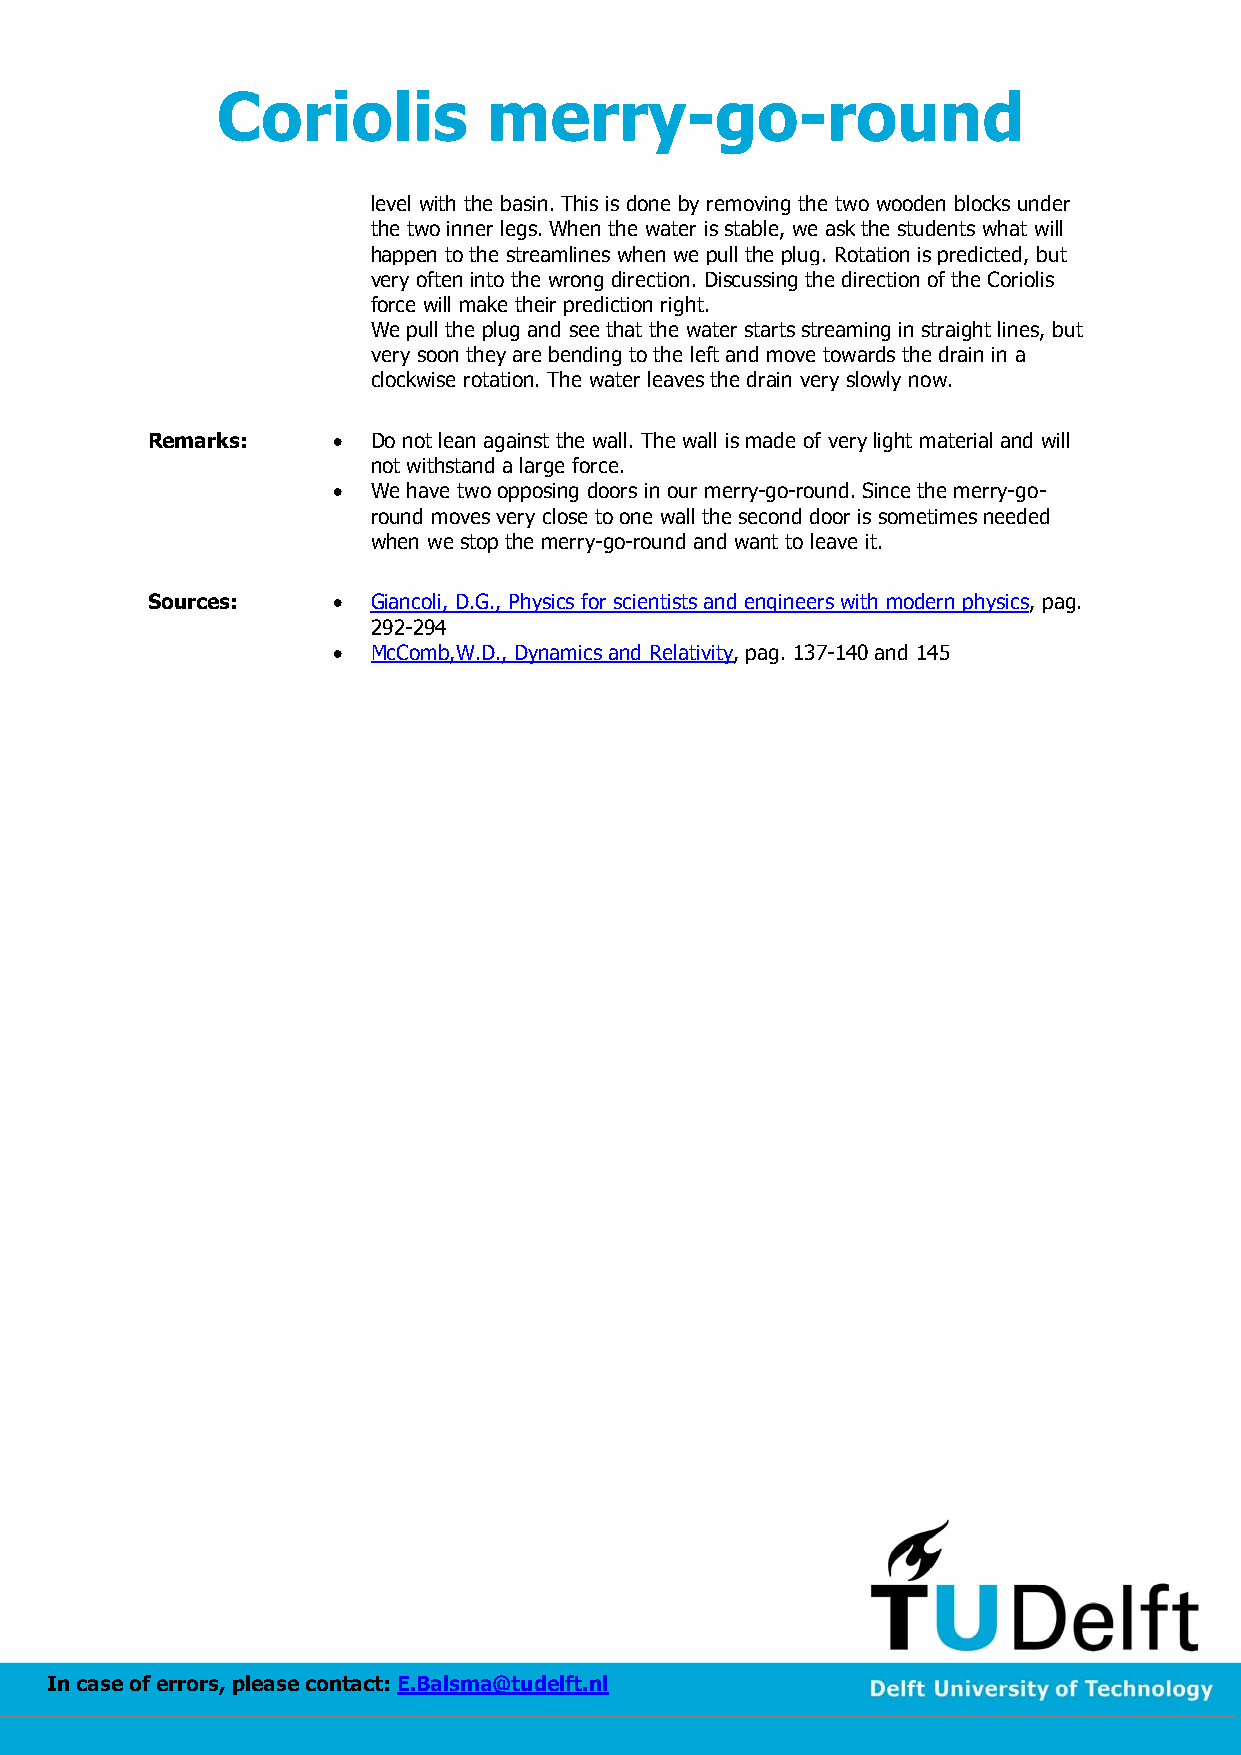 Coriolis merry-go-round
level with the basin. This is done by removing the two wooden blocks under
the two inner legs. When the water is stable, we ask the students what will
happen to the streamlines when we pull the plug. Rotation is predicted, but
very often into the wrong direction. Discussing the direction of the Coriolis
force will make their prediction right.
We pull the plug and see that the water starts streaming in straight lines, but
very soon they are bending to the left and move towards the drain in a
clockwise rotation. The water leaves the drain very slowly now.
Remarks: • Do not lean against the wall. The wall is made of very light material and will
not withstand a large force.
• We have two opposing doors in our merry-go-round. Since the merry-go-
round moves very close to one wall the second door is sometimes needed
when we stop the merry-go-round and want to leave it.
Sources: • Giancoli, D.G., Physics for scientists and engineers with modern physics, pag.
292-294
• McComb,W.D., Dynamics and Relativity, pag. 137-140 and 145
TUDelft
In case of errors, please contact: E.Balsma@tudelft.nl
Delft University of Technology